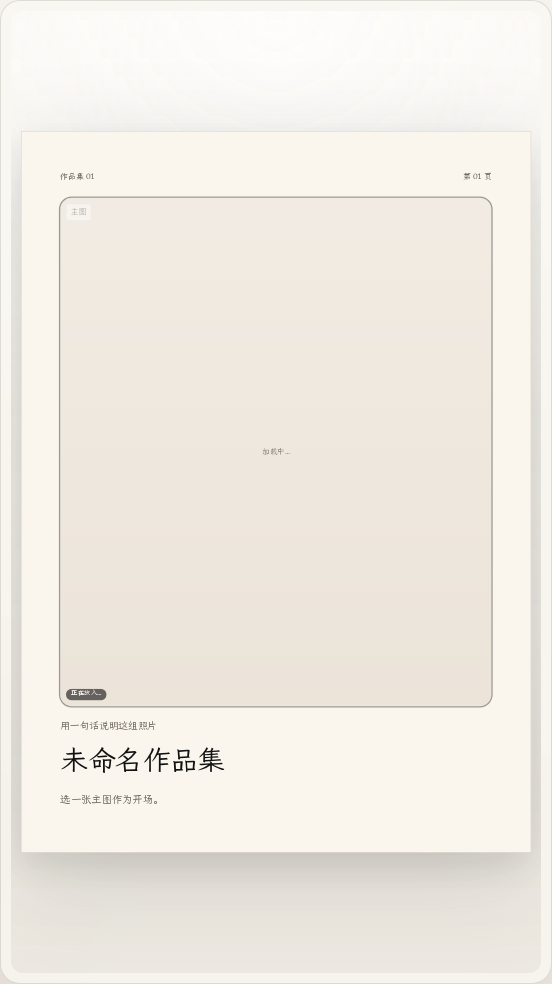 作品集 01
第 01 页
主图
加载中...
正在放入...
用一句话说明这组照片
未命名作品集
选一张主图作为开场。